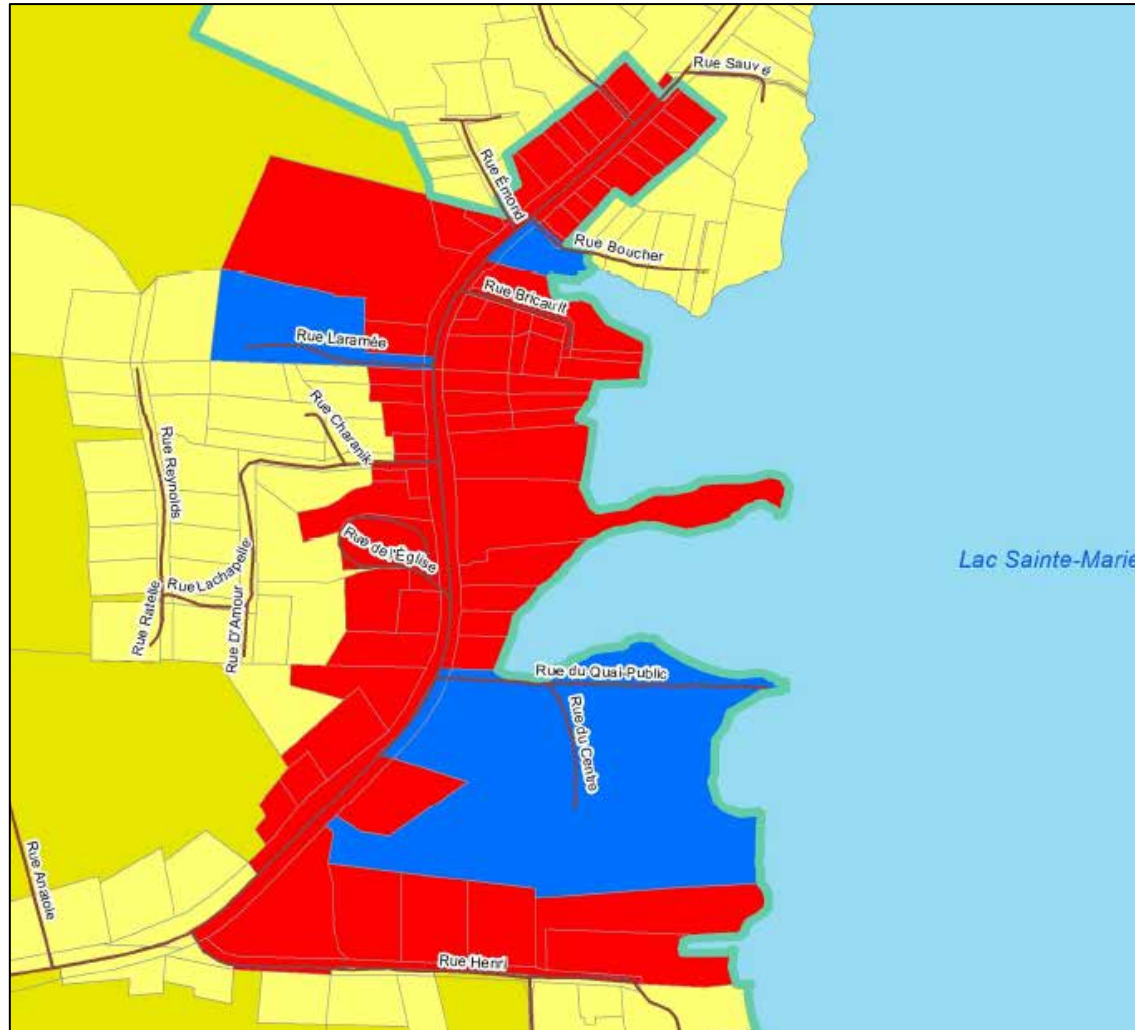 Rue Sauvé
Rue Émond
Rue Boucher
Rue Bricault
Rue Laramée
Rue Charanik
Rue Reynolds
Rue de l'Église
Lac Sainte-Marie
Rue Lachapelle
Rue Ratelle
Rue D'Amour
Rue du Quai-Public
Rue du Centre
Rue Anatole
Rue Henri